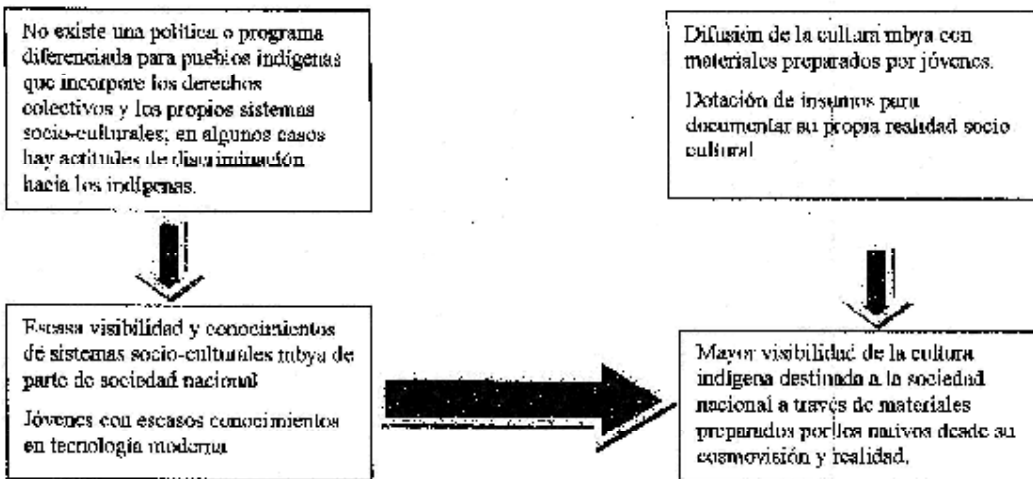 No existe una política o programa
diferenciada para pueblos indígenas
que incorpore los derechos
colectivos y los propios sistemas
socio-culturales; en algunos casos
hay actitudes de discriminación
hacia los indígenas.
Escasa visibilidad y conocimientos
de sistemas socio-culturales mbya de
parte de sociedad nacional
Jóvenes con escasos conocimientos
en tecnología moderna
Difusión de la cultura mbya con
materiales preparados por jóvenes.
Dotación de insumos para
documentar su propia realidad socio
cultural
Mayor visibilidad de la cultura
indígena destinada a la sociedad
nacional a través de materiales
preparados por los nativos desde su
cosmovisión y realidad.